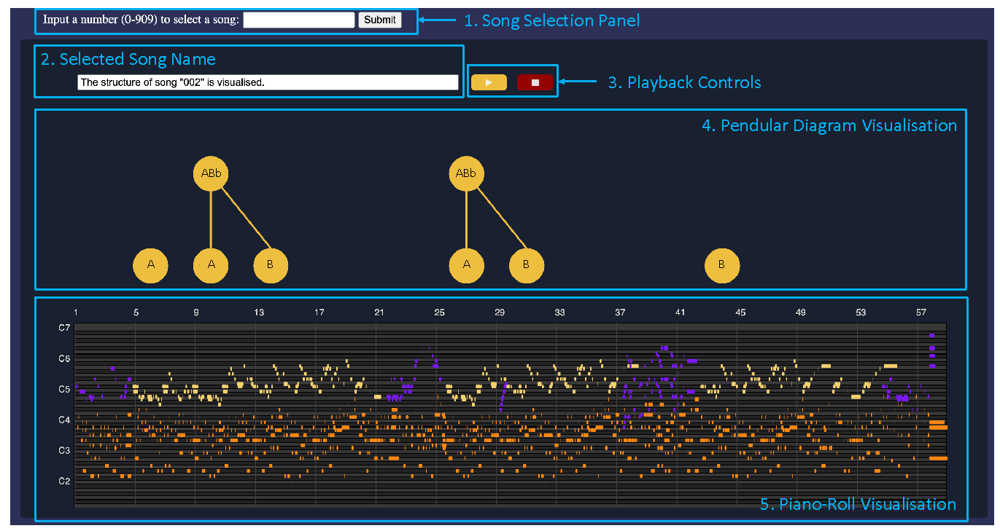 Input a number (0-909) to select a song: Submit
1. Song Selection Panel
2. Selected Song Name
The structure of song "002" is visualised.
3. Playback Controls
4. Pendular Diagram Visualisation
ABb ABb
A A B A B B
1 5 9 13 17 21 25 29 33 37 41 45 49 53 57
C7
C6
C5
C4
C3
C2
5. Piano-Roll Visualisation